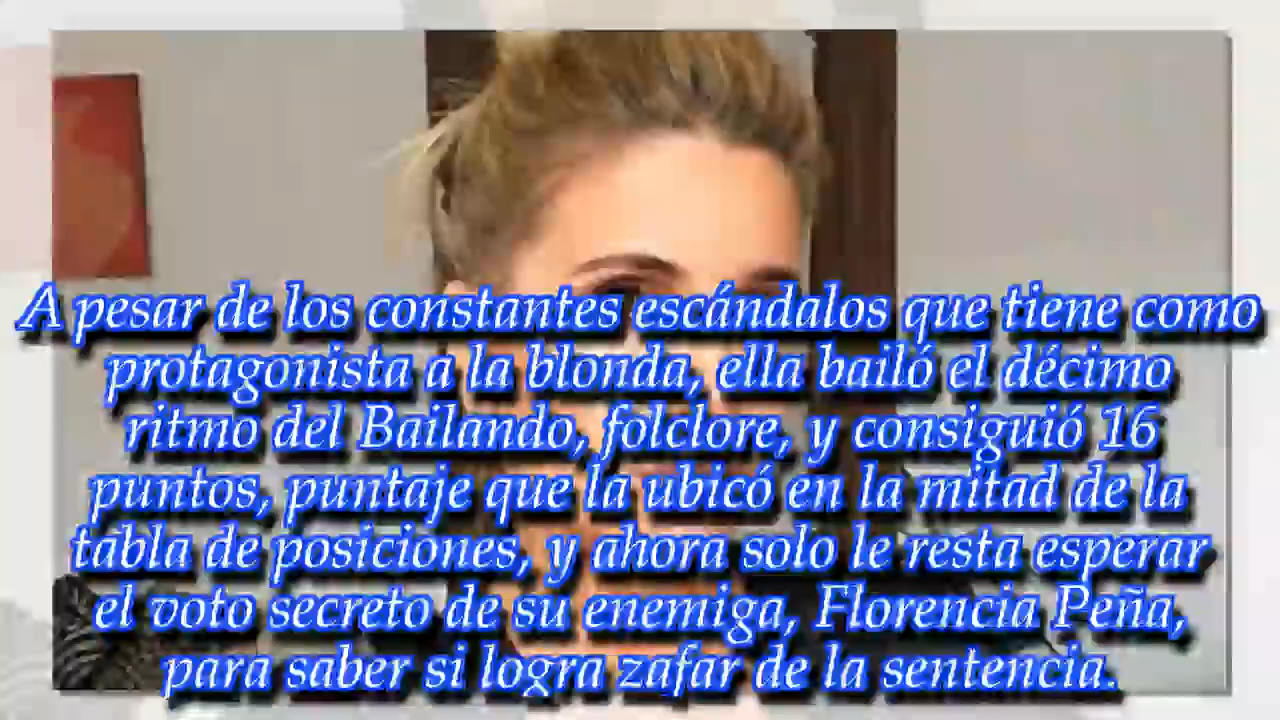 A pesar de los constantes escándalos que tiene como
protagonista a la blonda, ella bailó el décimo
ritmo del Bailando, folclore, y consiguió 16
puntos, puntaje que la ubicó en la mitad de la
tabla de posiciones, y ahora solo le resta esperar
el voto secreto de su enemiga, Florencia Peña,
para saber si logra zafar de la sentencia.